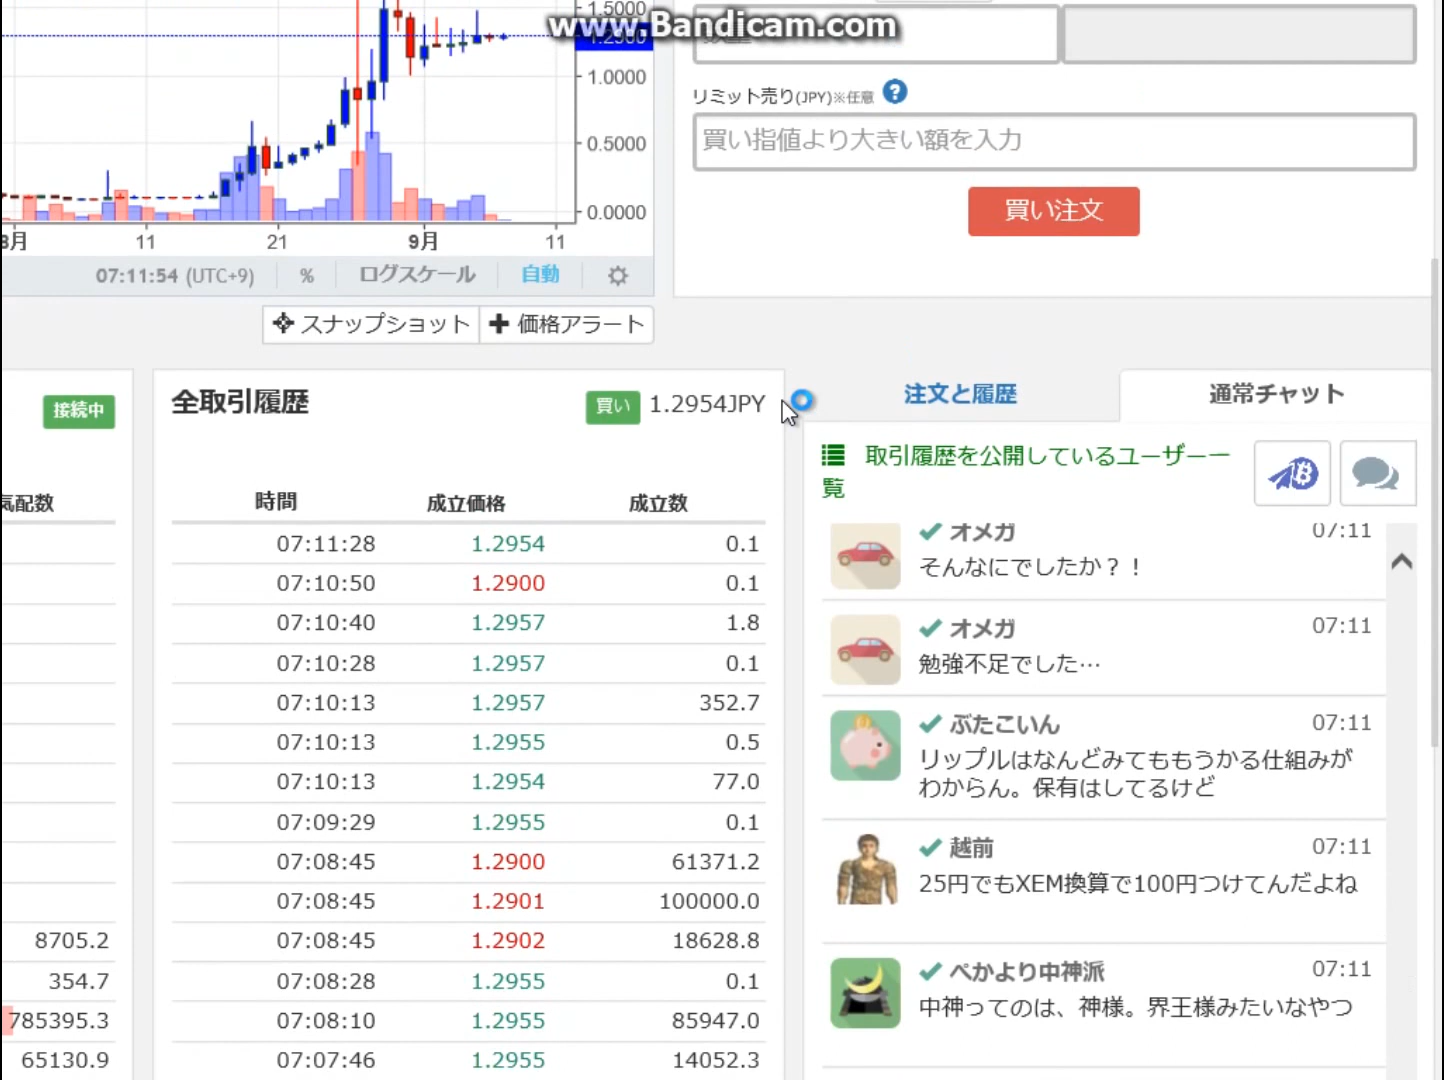 1.5000
www.Bandicam.com
1.0000
0.5000
0.0000
8月
11
21
9月
11
07:11:54 (UTC+9)
%
ログスケール
自動
リミット売り(JPY)※任意
?
買い指値より大きい額を入力
買い注文
スナップショット
価格アラート
接続中
気配数
8705.2
354.7
785395.3
65130.9
全取引履歴
買い 1.2954JPY
時間 成立価格 成立数
07:11:28 1.2954 0.1
07:10:50 1.2900 0.1
07:10:40 1.2957 1.8
07:10:28 1.2957 0.1
07:10:13 1.2957 352.7
07:10:13 1.2955 0.5
07:10:13 1.2954 77.0
07:09:29 1.2955 0.1
07:08:45 1.2900 61371.2
07:08:45 1.2901 100000.0
07:08:45 1.2902 18628.8
07:08:28 1.2955 0.1
07:08:10 1.2955 85947.0
07:07:46 1.2955 14052.3
注文と履歴
通常チャット
取引履歴を公開しているユーザー一
覧
オメガ 07:11
そんなにでしたか？！
オメガ 07:11
勉強不足でした…
ぶたこいん 07:11
リップルはなんどみてももうかる仕組みが
わからん。保有はしてるけど
越前 07:11
25円でもXEM換算で100円つけてんだよね
ぺかより中神派 07:11
中神ってのは、神様。界王様みたいなやつ